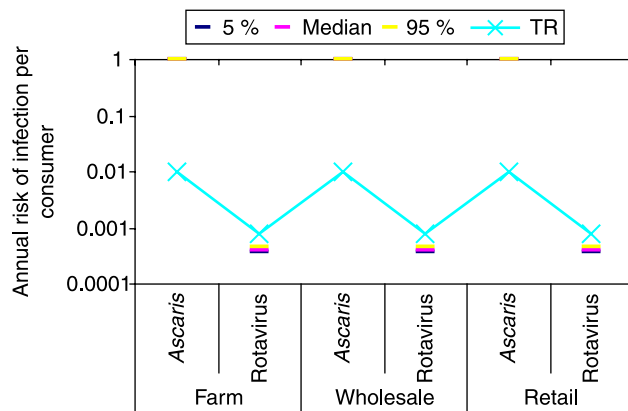 5 % Median 95 % TR
Annual risk of infection per
consumer
1
0.1
0.01
0.001
0.0001
Ascaris
Rotavirus
Ascaris
Rotavirus
Ascaris
Rotavirus
Farm Wholesale Retail